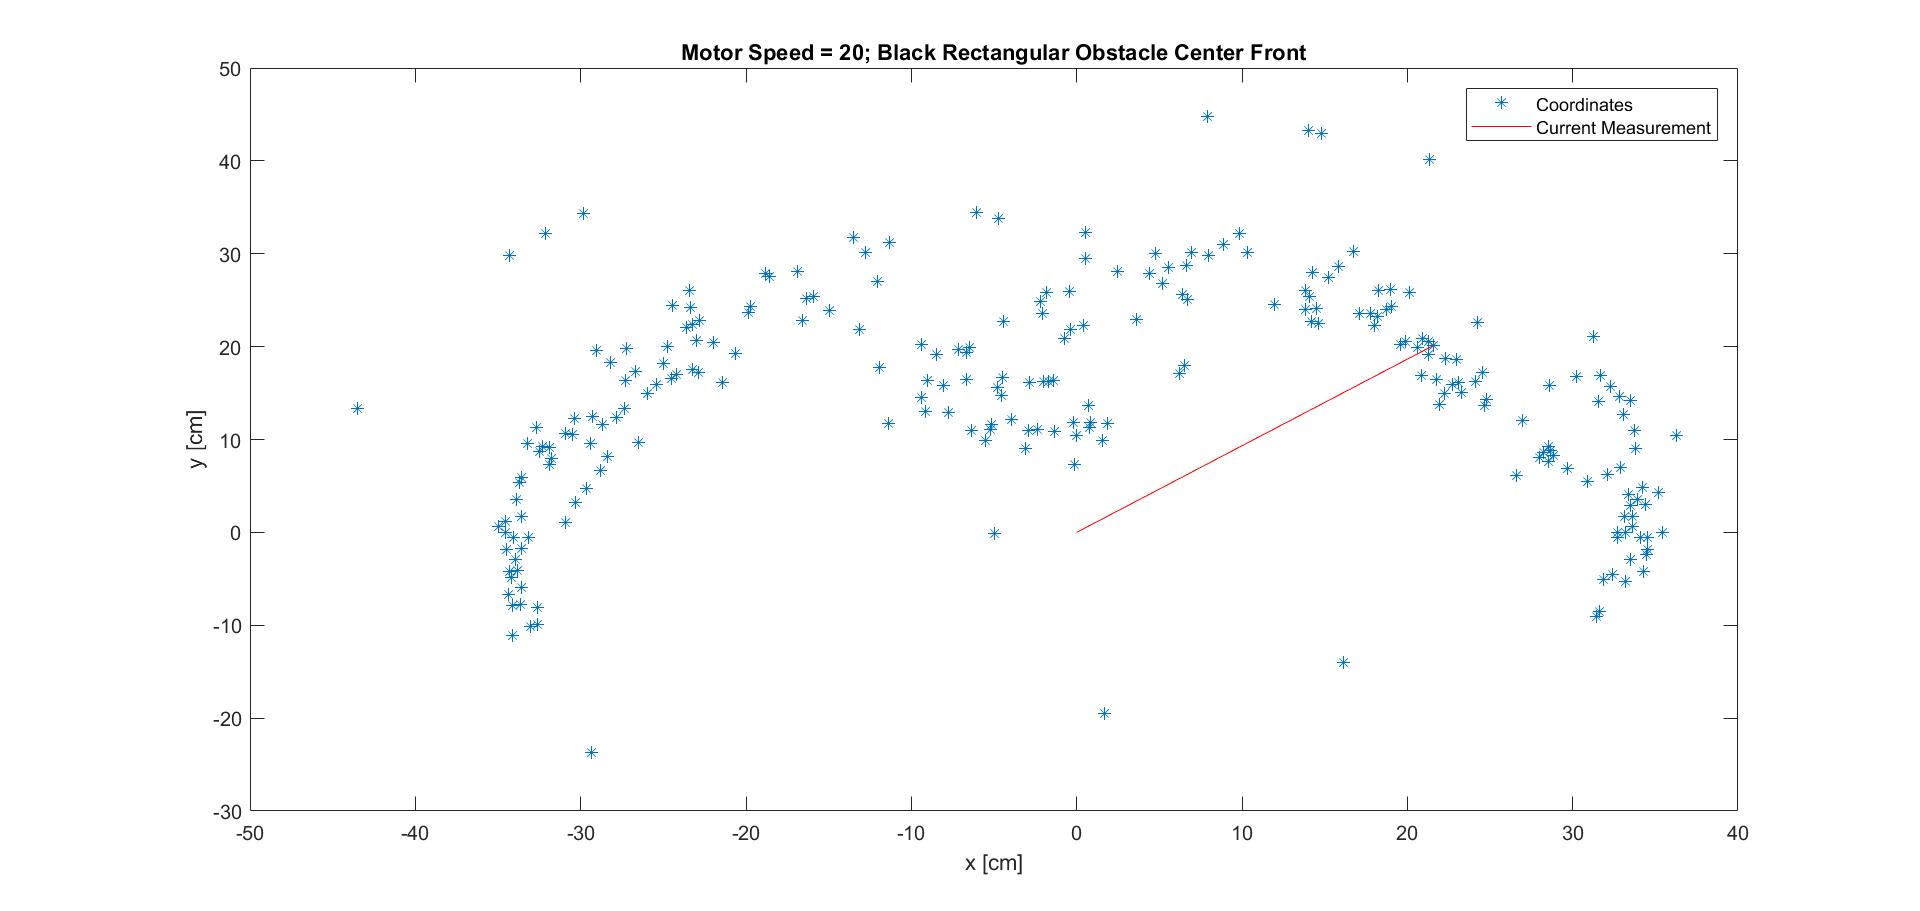 Motor Speed = 20; Black Rectangular Obstacle Center Front
Coordinates
Current Measurement
50
40
30
20
10
0
-10
-20
-30
y [cm]
-50 -40 -30 -20 -10 0 10 20 30 40
x [cm]